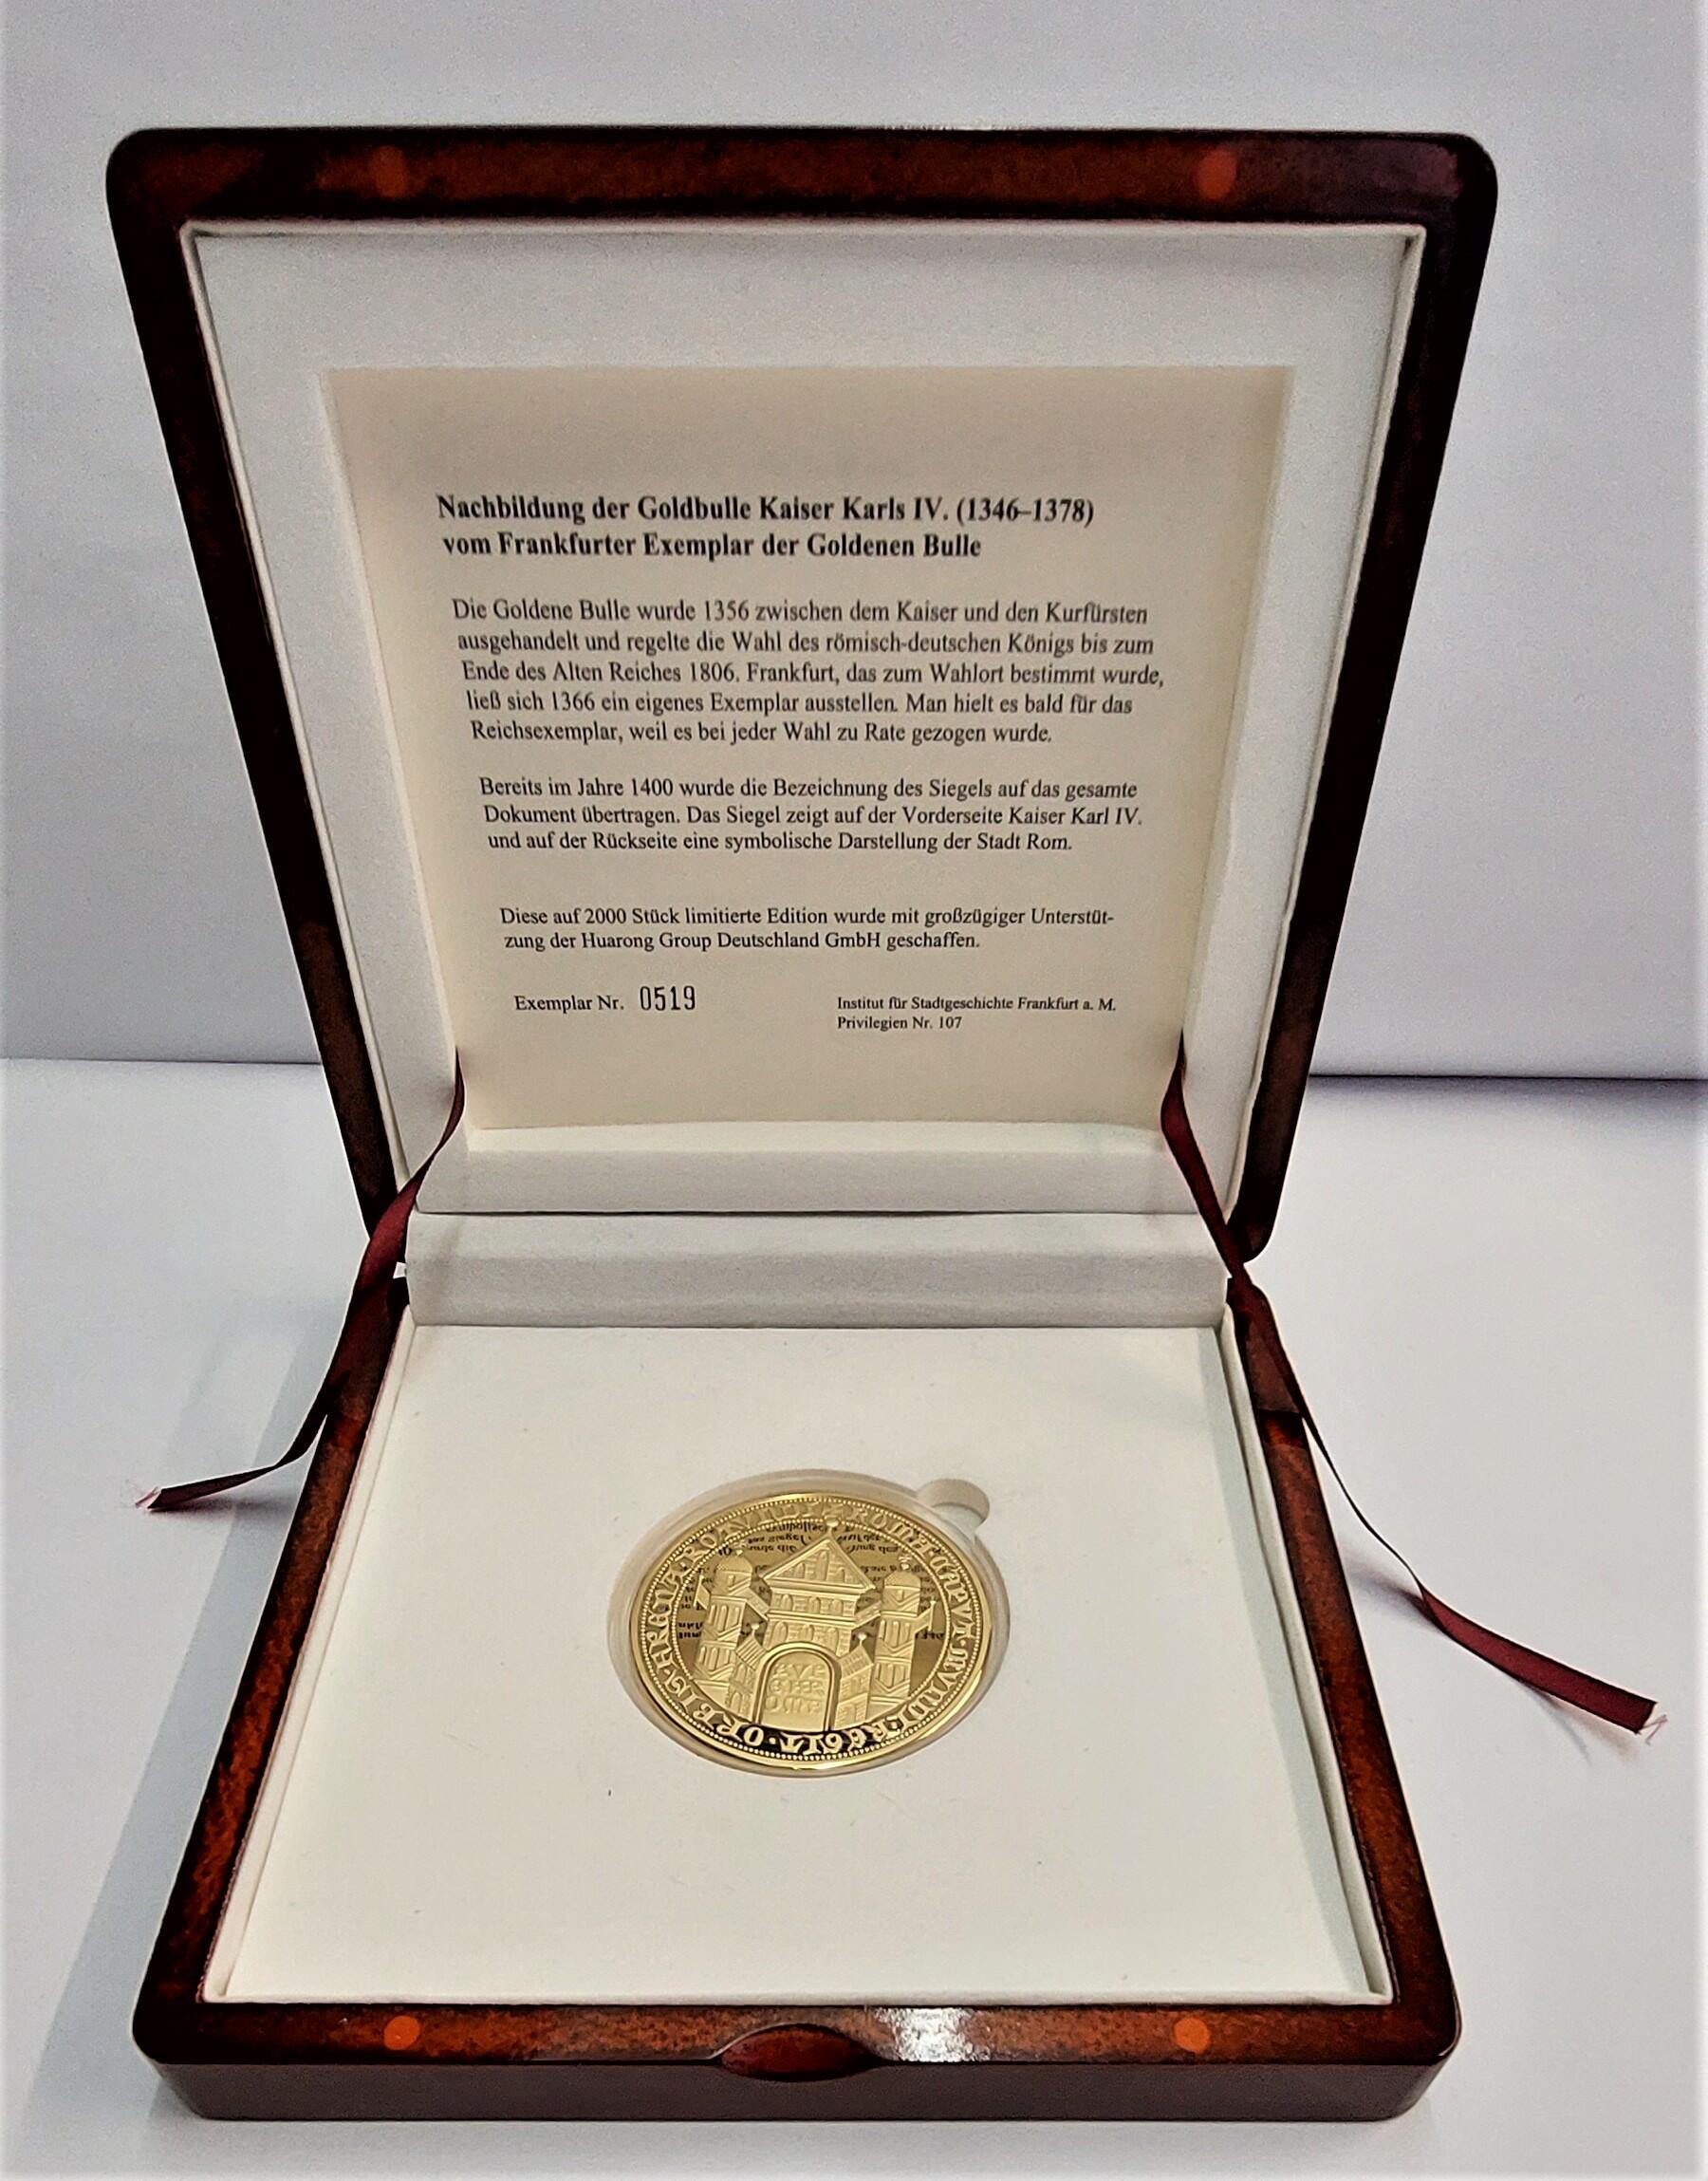 Nachbildung der Goldbulle Kaiser Karls IV. (1346–1378)
vom Frankfurter Exemplar der Goldenen Bulle
Die Goldene Bulle wurde 1356 zwischen dem Kaiser und den Kurfürsten
ausgehandelt und regelte die Wahl des römisch-deutschen Königs bis zum
Ende des Alten Reiches 1806. Frankfurt, das zum Wahlort bestimmt wurde,
ließ sich 1366 ein eigenes Exemplar ausstellen. Man hielt es bald für das
Reichsexemplar, weil es bei jeder Wahl zu Rate gezogen wurde.
Bereits im Jahre 1400 wurde die Bezeichnung des Siegels auf das gesamte
Dokument übertragen. Das Siegel zeigt auf der Vorderseite Kaiser Karl IV.
und auf der Rückseite eine symbolische Darstellung der Stadt Rom.
Diese auf 2000 Stück limitierte Edition wurde mit großzügiger Unterstüt-
zung der Huarong Group Deutschland GmbH geschaffen.
Exemplar Nr. 0519
Institut für Stadtgeschichte Frankfurt a. M.
Privilegien Nr. 107